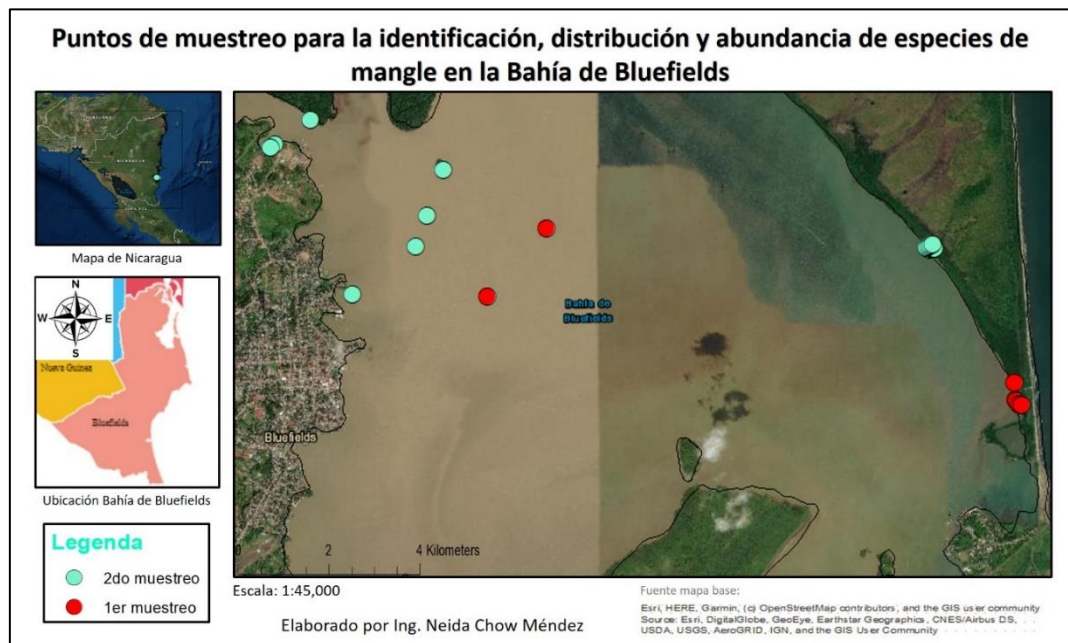 Puntos de muestreo para la identificación, distribución y abundancia de especies de
mangle en la Bahía de Bluefields
NICARAGUA
Mapa de Nicaragua
N
W E
S
Nueva Guinea
Bluefields
Ubicación Bahía de Bluefields
Legenda
2do muestreo
1er muestreo
Bahía de
Bluefields
Bluefields
0 2 4 Kilometers
Escala: 1:45,000
Elaborado por Ing. Neida Chow Méndez
Fuente mapa base:
Esri, HERE, Garmin, (c) OpenStreetMap contributors, and the GIS user community
Source: Esri, DigitalGlobe, GeoEye, Earthstar Geographics, CNES/Airbus DS,
USDA, USGS, AeroGRID, IGN, and the GIS User Community